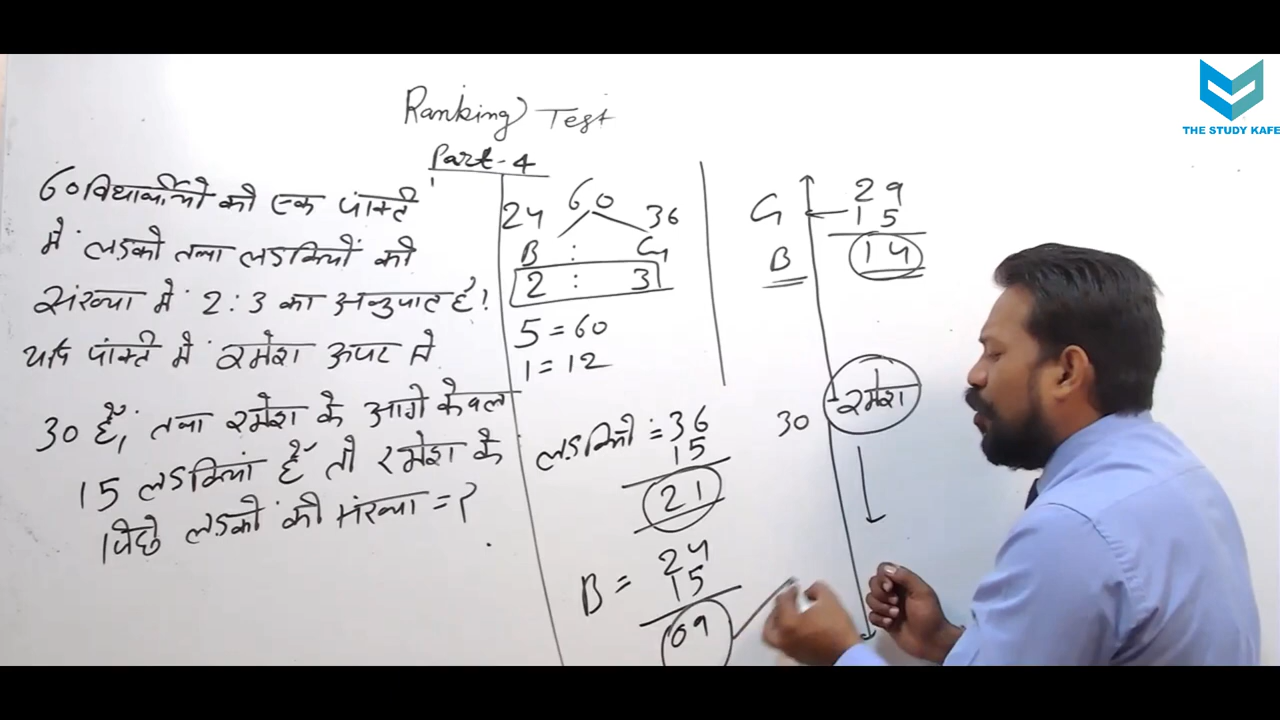 Ranking Test
Part-4
60 विद्यार्थीयों की एक पंक्ति
में लड़कों तथा लड़कियों की
संख्या में 2:3 का अनुपात है!
यदि पंक्ति में रमेश ऊपर से
30 है, तथा रमेश के आगे केवल
15 लड़कियां हैं तो रमेश के
पिछे लड़कों की संख्या = ?
60
24 36
B : G
2 : 3
5 = 60
1 = 12
लड़कियों = 36
15
21
B = 24
15
09
G 29
15
B 14
30 रमेश
THE STUDY KAFE